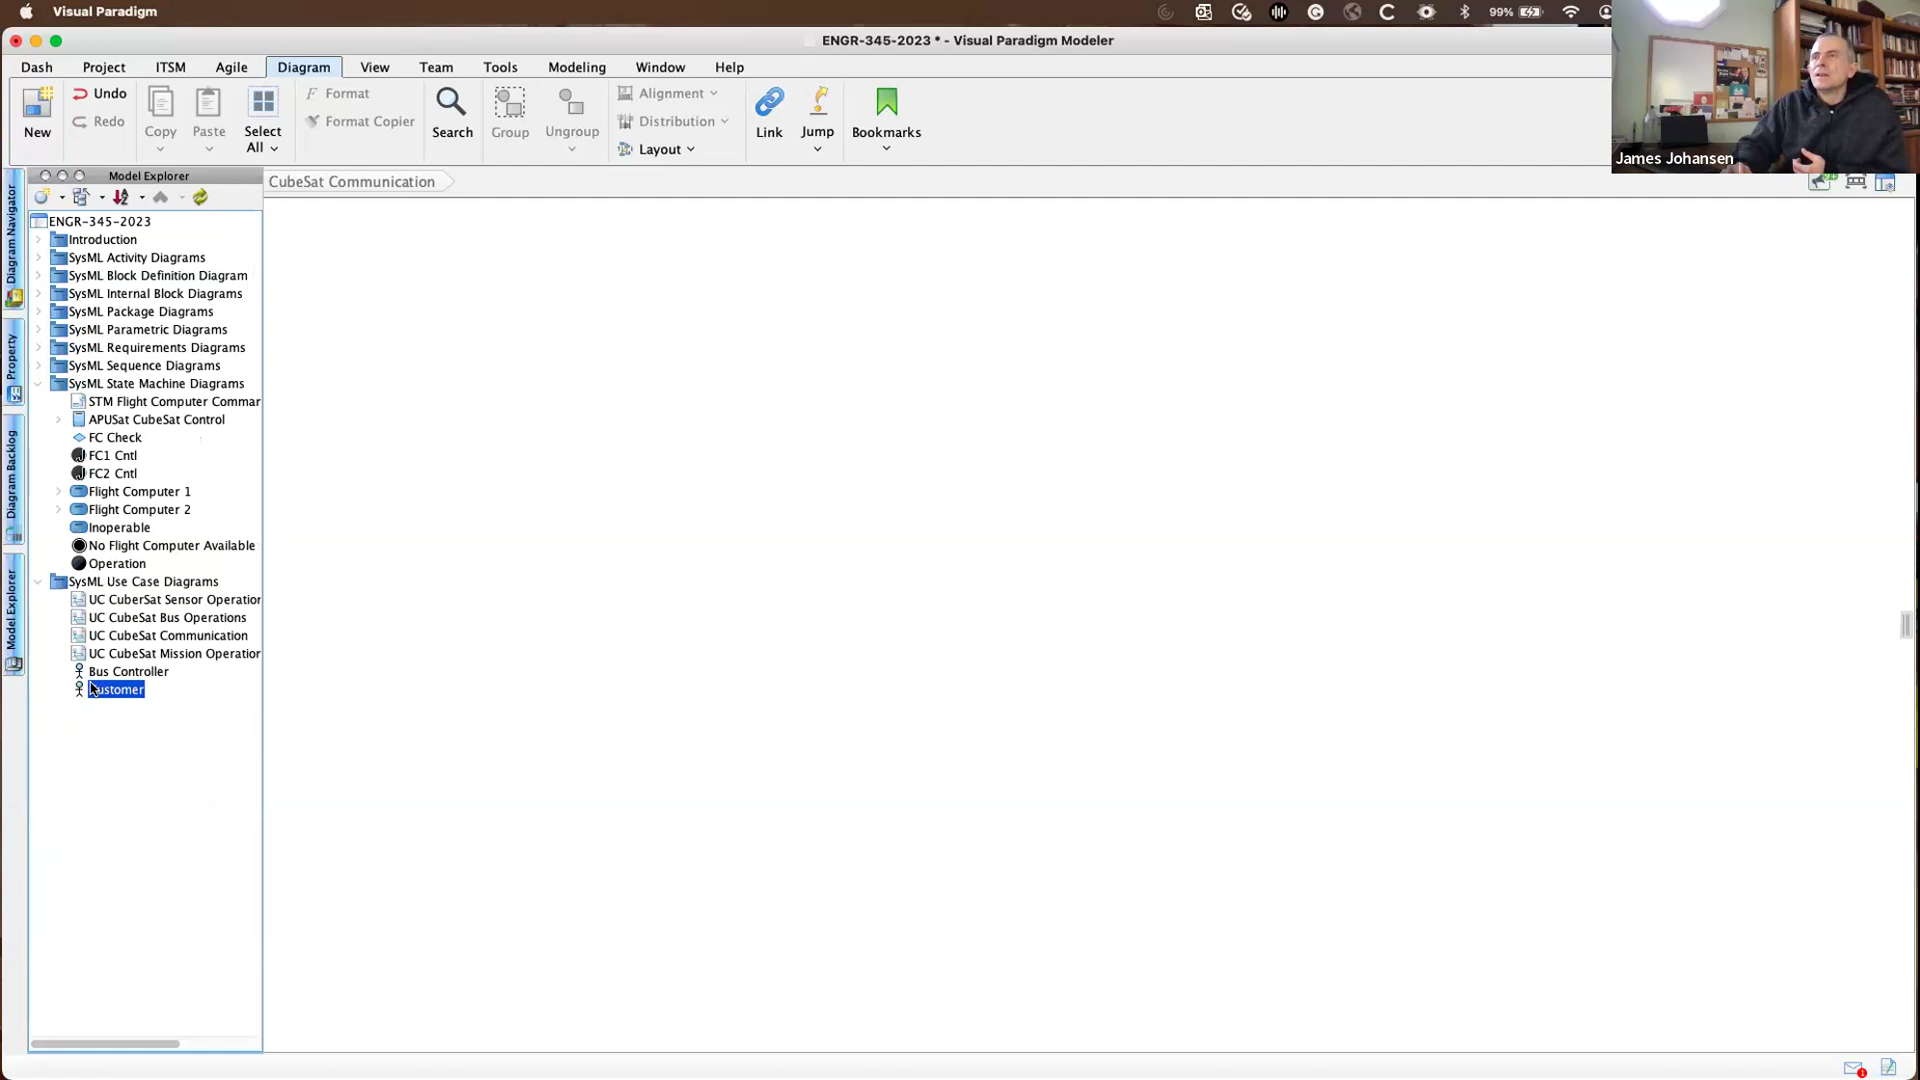 Visual Paradigm
99%
ENGR-345-2023 * - Visual Paradigm Modeler
Dash Project ITSM Agile Diagram View Team Tools Modeling Window Help
New Undo Redo Copy Paste Select All Format Format Copier Search Group Ungroup Alignment Distribution Layout Link Jump Bookmarks
James Johansen
Model Explorer
CubeSat Communication
Diagram Navigator
Property
Diagram Backlog
Model Explorer
ENGR-345-2023
Introduction
SysML Activity Diagrams
SysML Block Definition Diagram
SysML Internal Block Diagrams
SysML Package Diagrams
SysML Parametric Diagrams
SysML Requirements Diagrams
SysML Sequence Diagrams
SysML State Machine Diagrams
STM Flight Computer Commar
APUSat CubeSat Control
FC Check
FC1 Cntl
FC2 Cntl
Flight Computer 1
Flight Computer 2
Inoperable
No Flight Computer Available
Operation
SysML Use Case Diagrams
UC CuberSat Sensor Operation
UC CubeSat Bus Operations
UC CubeSat Communication
UC CubeSat Mission Operation
Bus Controller
Customer